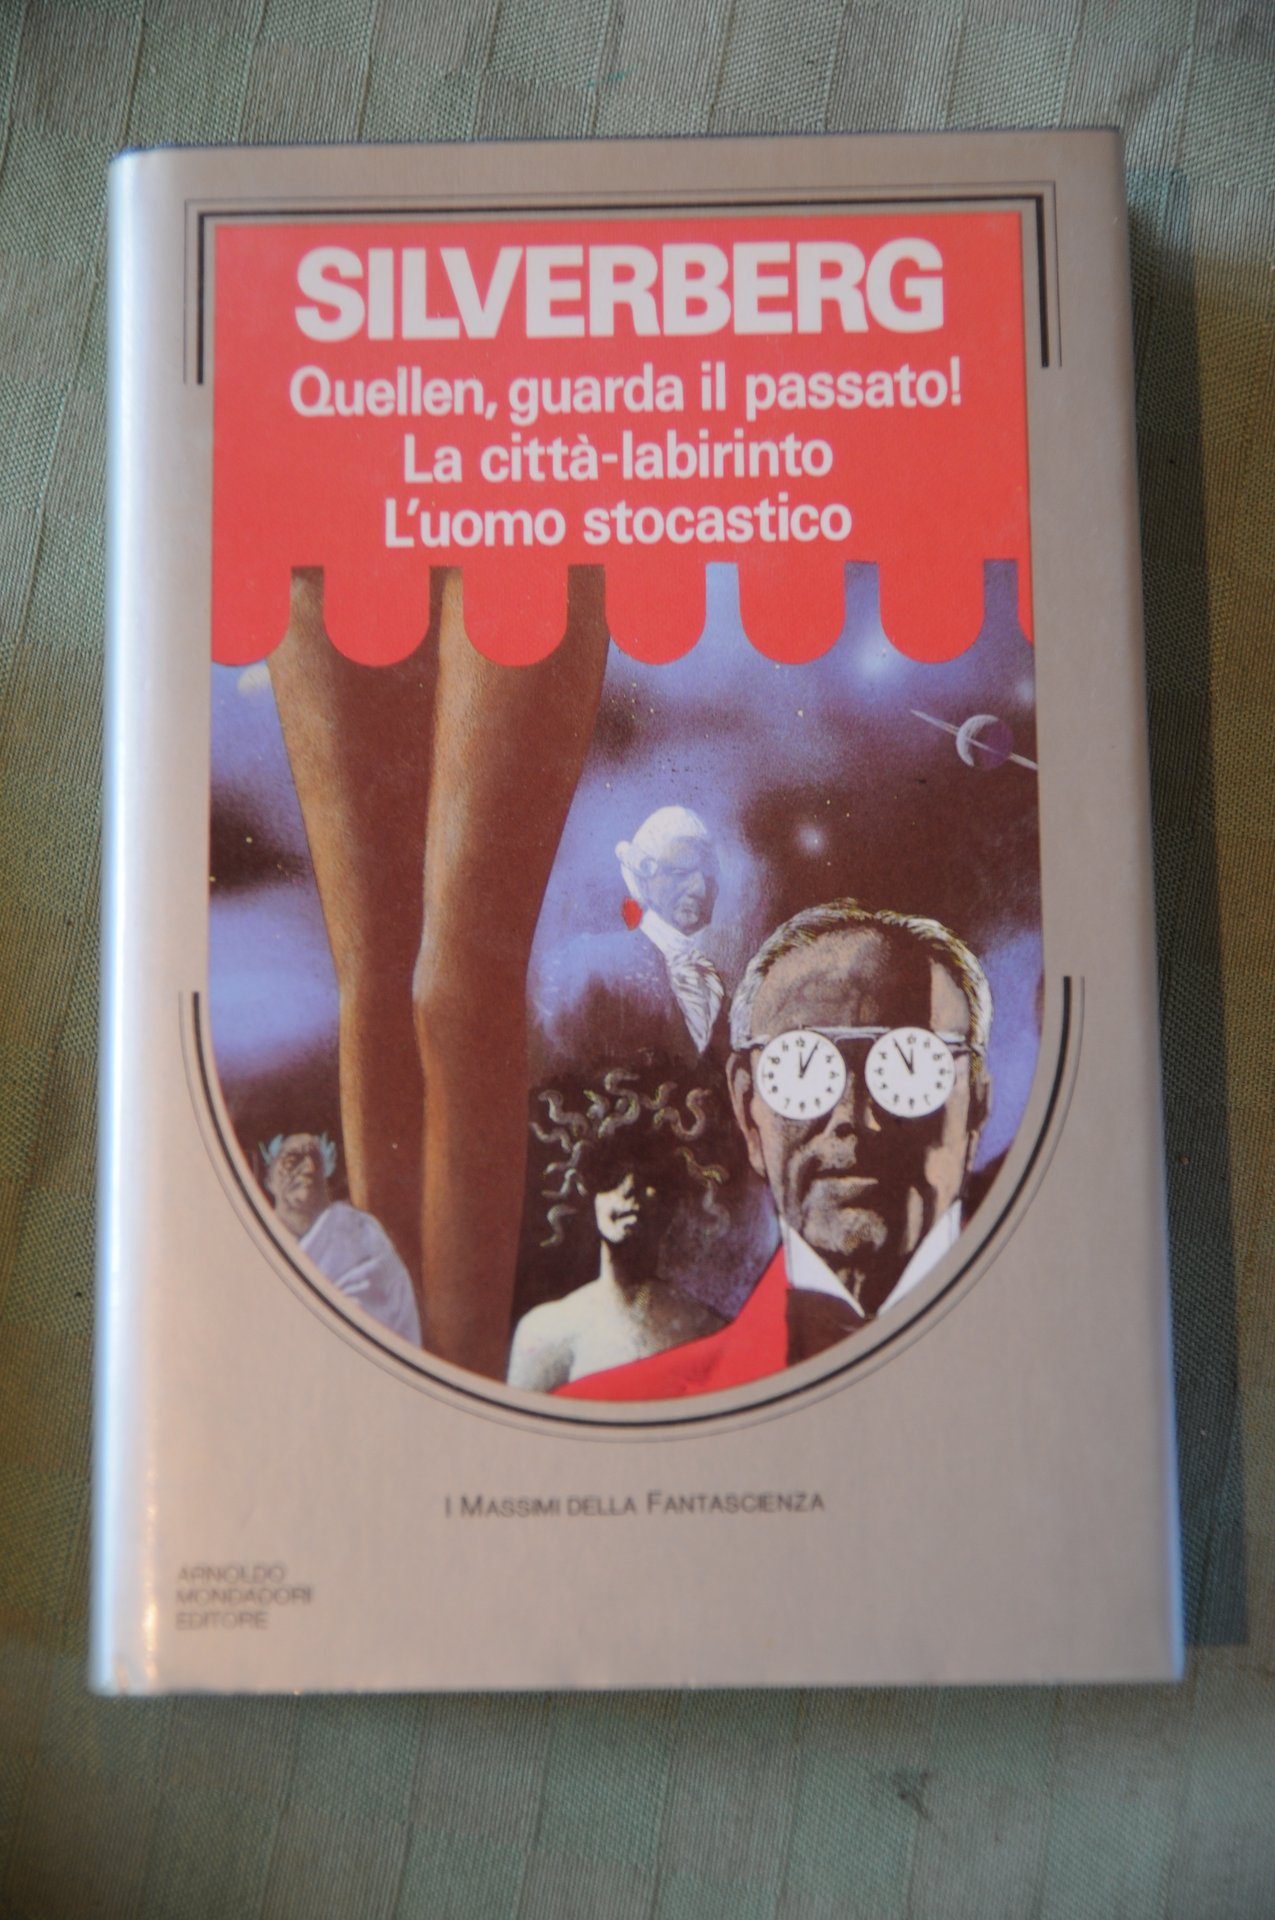 SILVERBERG
Quellen, guarda il passato!
La città-labirinto
L'uomo stocastico
I MASSIMI DELLA FANTASCIENZA
ARNOLDO
MONDADORI
EDITORE